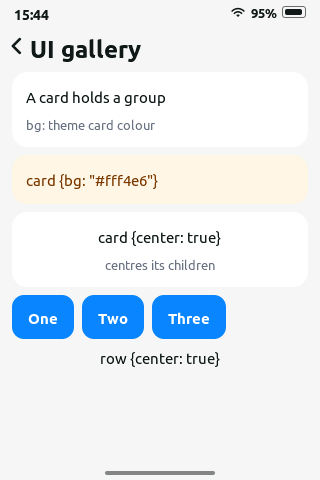 15:44 95%
UI gallery
A card holds a group
bg: theme card colour
card {bg: "#fff4e6"}
card {center: true}
centres its children
One Two Three
row {center: true}